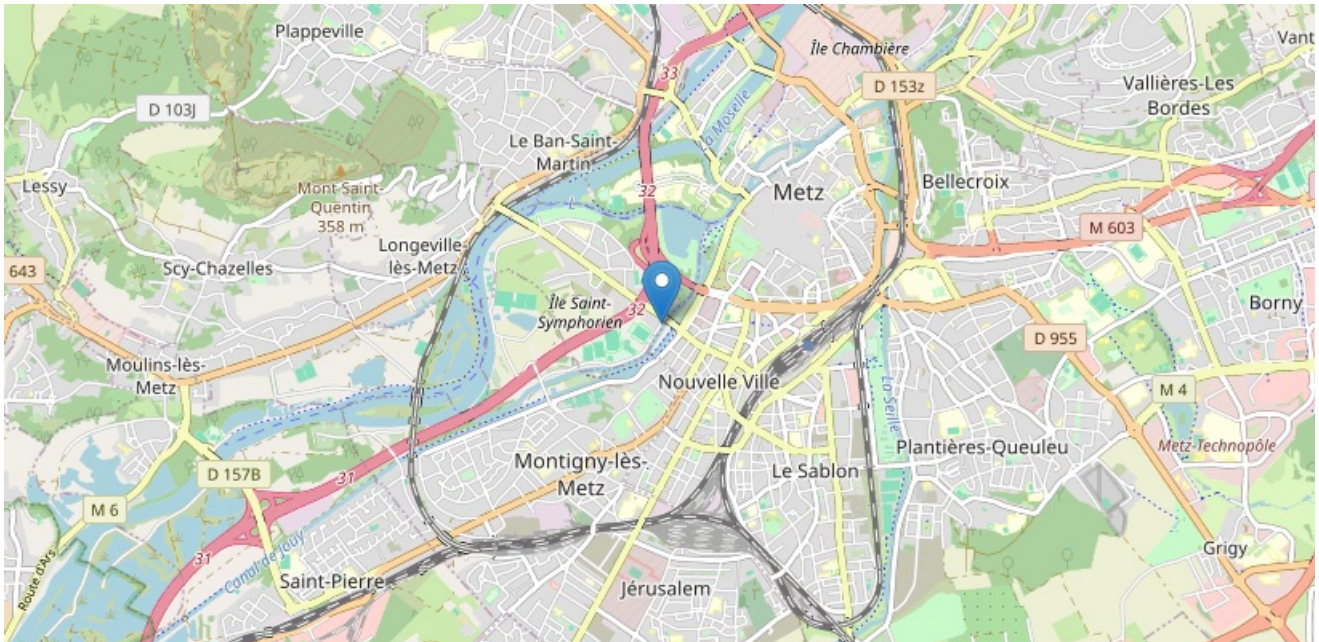 Plappeville
Île Chambière
Vant
33
D 153z
Vallières-Les
Bordes
D 103J
La Moselle
Le Ban-Saint-
Martin
Lessy
Mont Saint-
Quentin
358 m
32
Metz
Bellecroix
M 603
Longeville-
lès-Metz
643
Scy-Chazelles
Île Saint-
Symphorien
32
Borny
D 955
Moulins-lès-
Metz
Nouvelle Ville
La Seille
M 4
Plantières-Queuleu
Metz-Technopôle
Montigny-lès-
Metz
Le Sablon
D 157B
31
M 6
31
Canal de Jouy
Grigy
Route d'Ars
Saint-Pierre
Jérusalem